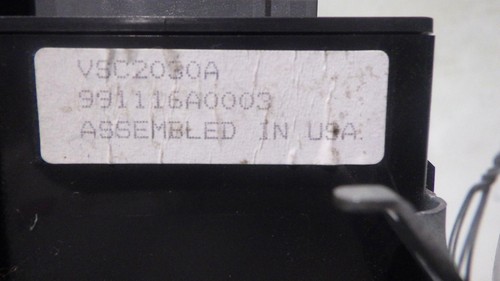 VSC2030A
991116A0003
ASSEMBLED IN USA